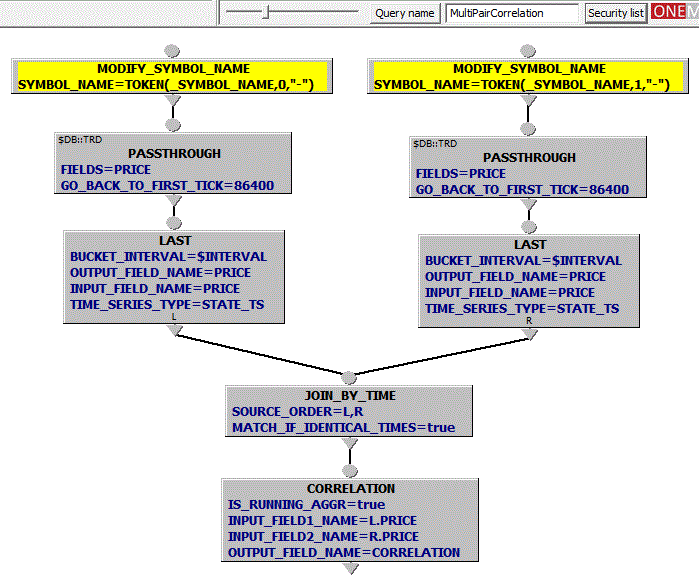 Query name
MultiPairCorrelation
Security list
ONE
MODIFY_SYMBOL_NAME
SYMBOL_NAME=TOKEN(_SYMBOL_NAME,0,"-")
MODIFY_SYMBOL_NAME
SYMBOL_NAME=TOKEN(_SYMBOL_NAME,1,"-")
$DB::TRD
PASSTHROUGH
FIELDS=PRICE
GO_BACK_TO_FIRST_TICK=86400
$DB::TRD
PASSTHROUGH
FIELDS=PRICE
GO_BACK_TO_FIRST_TICK=86400
LAST
BUCKET_INTERVAL=$INTERVAL
OUTPUT_FIELD_NAME=PRICE
INPUT_FIELD_NAME=PRICE
TIME_SERIES_TYPE=STATE_TS
L
LAST
BUCKET_INTERVAL=$INTERVAL
OUTPUT_FIELD_NAME=PRICE
INPUT_FIELD_NAME=PRICE
TIME_SERIES_TYPE=STATE_TS
R
JOIN_BY_TIME
SOURCE_ORDER=L,R
MATCH_IF_IDENTICAL_TIMES=true
CORRELATION
IS_RUNNING_AGGR=true
INPUT_FIELD1_NAME=L.PRICE
INPUT_FIELD2_NAME=R.PRICE
OUTPUT_FIELD_NAME=CORRELATION